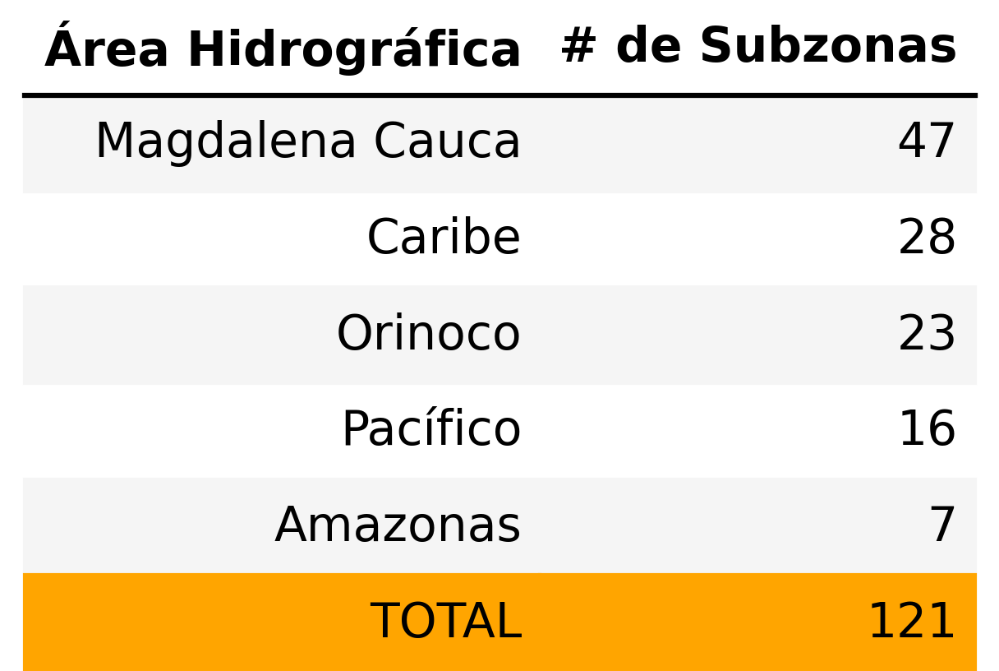 Área Hidrográfica # de Subzonas
Magdalena Cauca 47
Caribe 28
Orinoco 23
Pacífico 16
Amazonas 7
TOTAL 121